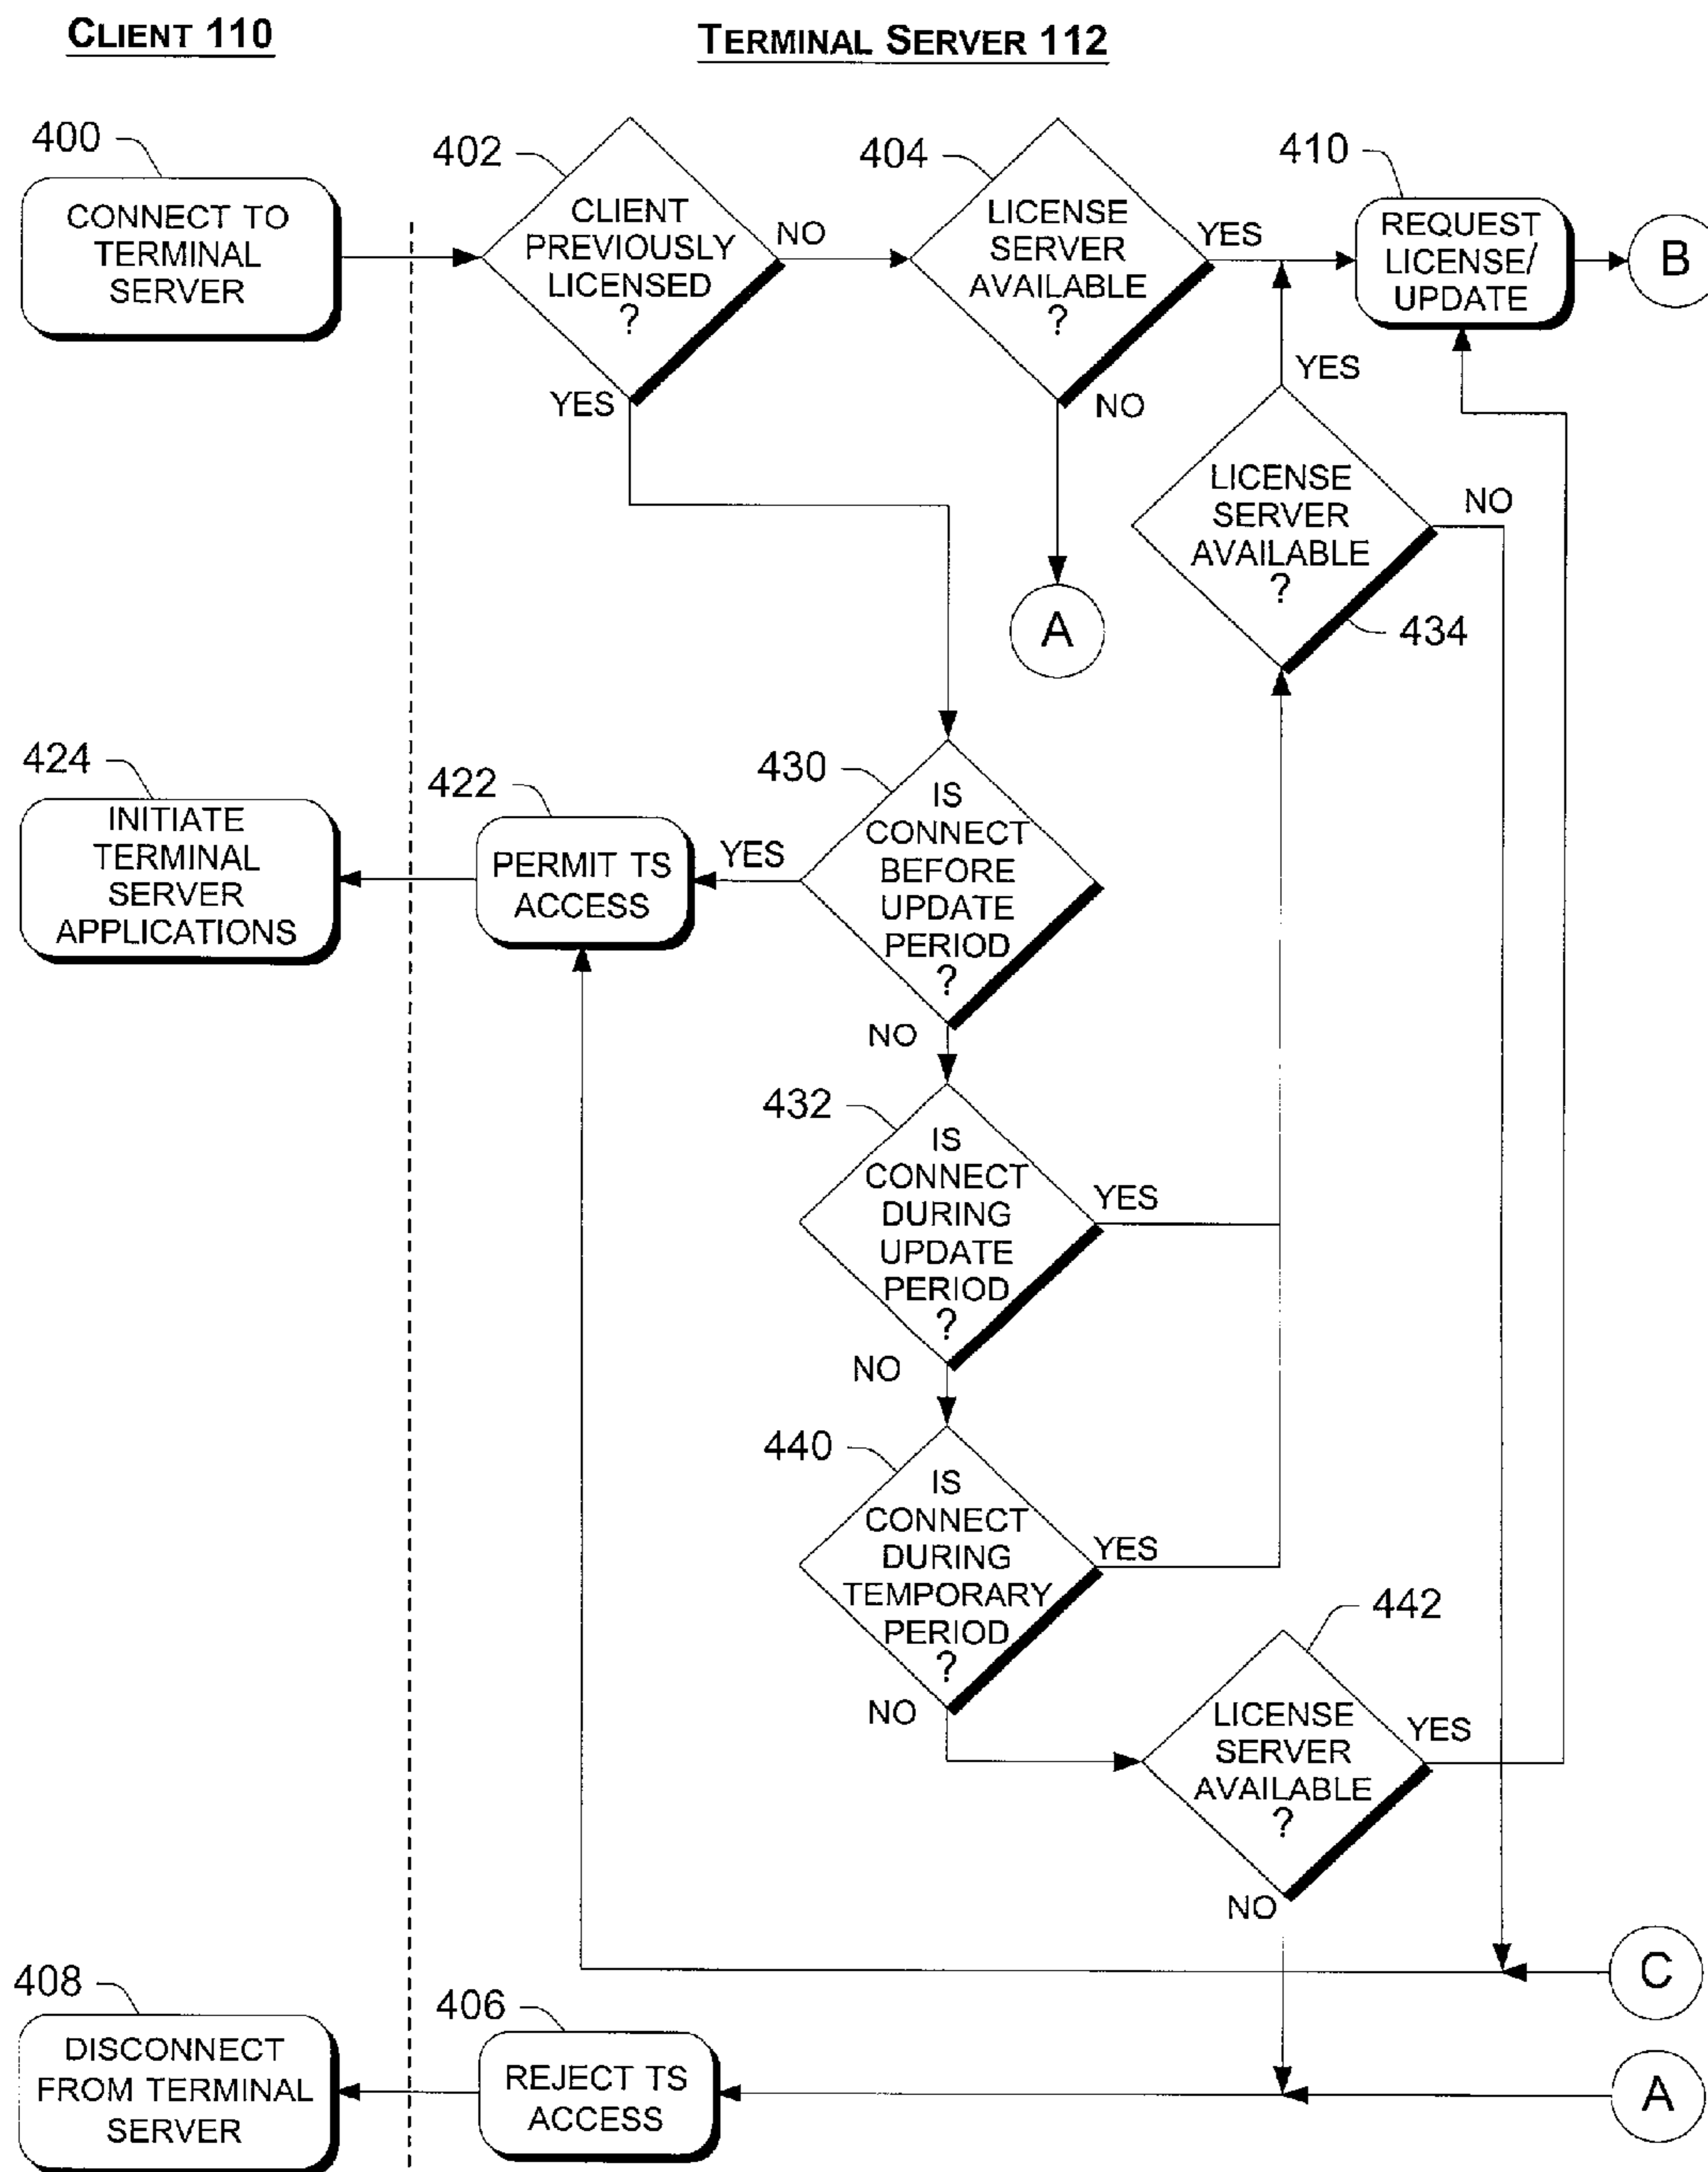 CLIENT 110
TERMINAL SERVER 112
400
CONNECT TO
TERMINAL
SERVER
402
CLIENT
PREVIOUSLY
LICENSED
?
NO
YES
404
LICENSE
SERVER
AVAILABLE
?
YES
NO
410
REQUEST
LICENSE/
UPDATE
B
A
YES
LICENSE
SERVER
AVAILABLE
?
NO
434
424
INITIATE
TERMINAL
SERVER
APPLICATIONS
422
PERMIT TS
ACCESS
YES
430
IS
CONNECT
BEFORE
UPDATE
PERIOD
?
NO
432
IS
CONNECT
DURING
UPDATE
PERIOD
?
YES
NO
440
IS
CONNECT
DURING
TEMPORARY
PERIOD
?
YES
NO
442
LICENSE
SERVER
AVAILABLE
?
YES
NO
C
408
DISCONNECT
FROM TERMINAL
SERVER
406
REJECT TS
ACCESS
A